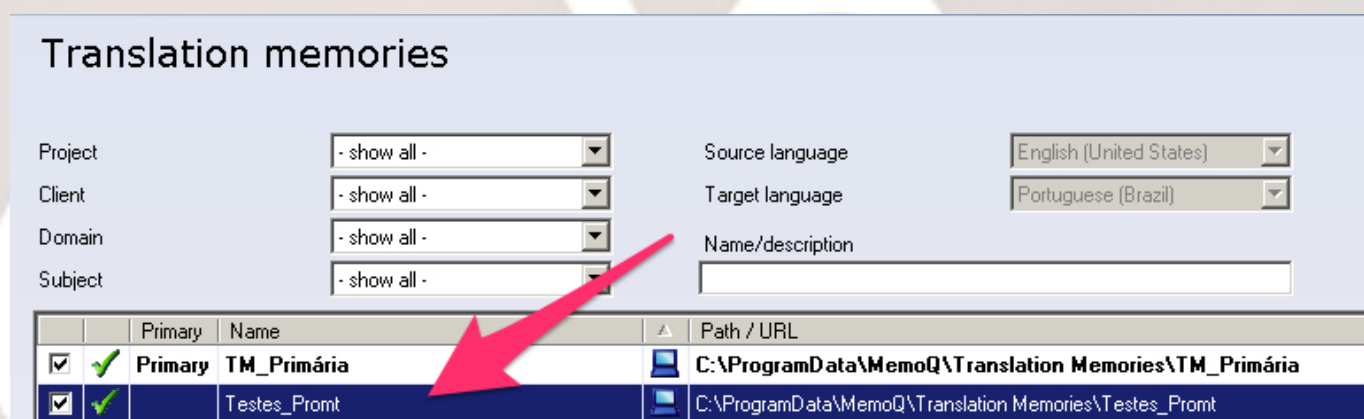 Translation memories
Project - show all - Source language English (United States)
Client - show all - Target language Portuguese (Brazil)
Domain - show all - Name/description
Subject - show all -
Primary Name Path / URL
Primary TM_Primária C:\ProgramData\MemoQ\Translation Memories\TM_Primária
Testes_Promt C:\ProgramData\MemoQ\Translation Memories\Testes_Promt